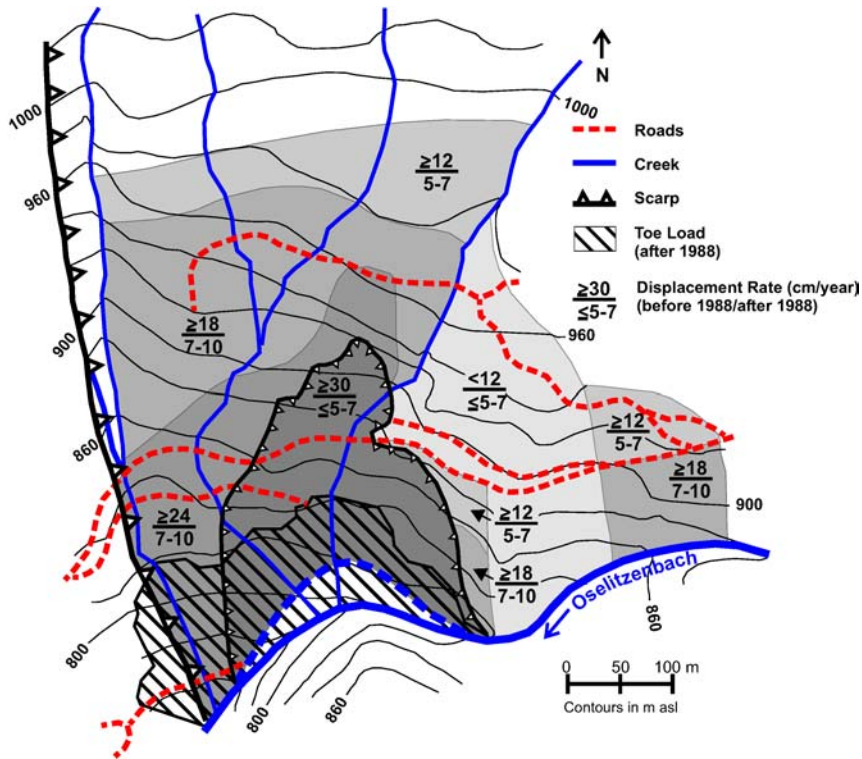 N
1000
1000
960
≥12
5-7
Roads
Creek
Scarp
Toe Load
(after 1988)
≥30
≤5-7
Displacement Rate (cm/year)
(before 1988/after 1988)
960
900
≥18
7-10
≥30
≤5-7
<12
≤5-7
≥12
5-7
860
≥18
7-10
900
≥24
7-10
≥12
5-7
≥18
7-10
Oselitzenbach
860
800
800
860
0 50 100 m
Contours in m asl